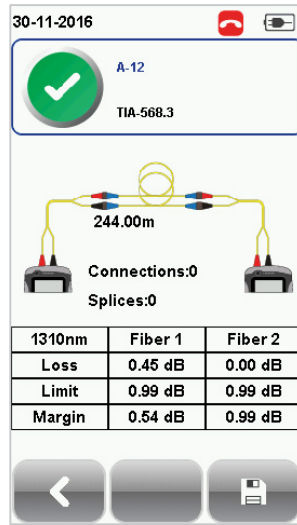 30-11-2016
A-12
TIA-568.3
244.00m
Connections:0
Splices:0
1310nm Fiber 1 Fiber 2
Loss 0.45 dB 0.00 dB
Limit 0.99 dB 0.99 dB
Margin 0.54 dB 0.99 dB